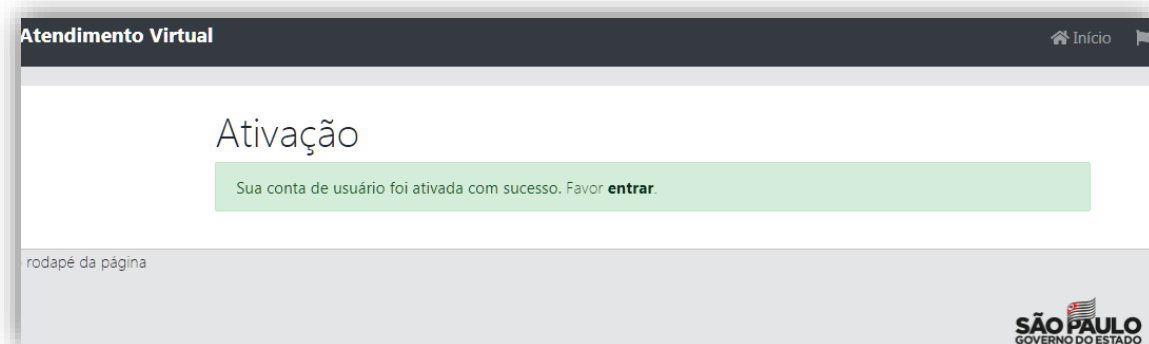 Atendimento Virtual
Início
Ativação
Sua conta de usuário foi ativada com sucesso. Favor entrar.
rodapé da página
SÃO PAULO
GOVERNO DO ESTADO